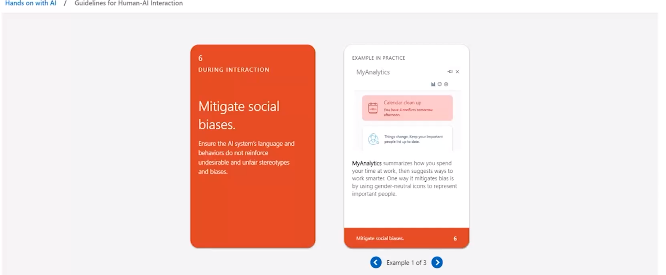 Hands on with AI / Guidelines for Human-AI Interaction
6
DURING INTERACTION
Mitigate social
biases.
Ensure the AI system's language and
behaviors do not reinforce
undesirable and unfair stereotypes
and biases.
EXAMPLE IN PRACTICE
MyAnalytics
Calendar clean-up
You have 6 conflicts tomorrow
afternoon
Things change. Keep your important
people list up to date.
MyAnalytics summarizes how you spend
your time at work, then suggests ways to
work smarter. One way it mitigates bias is
by using gender-neutral icons to represent
important people.
Mitigate social biases. 6
Example 1 of 3